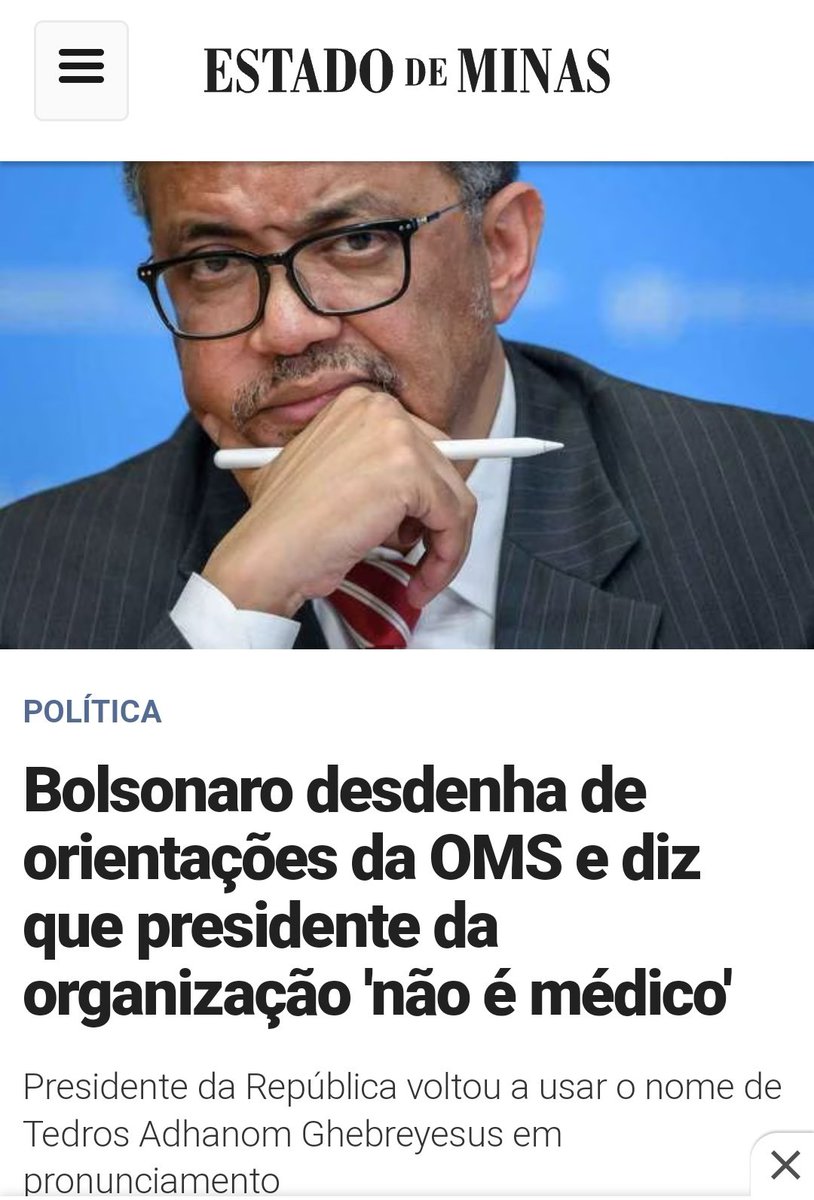 ESTADO DE MINAS
POLÍTICA
Bolsonaro desdenha de
orientações da OMS e diz
que presidente da
organização 'não é médico'
Presidente da República voltou a usar o nome de
Tedros Adhanom Ghebreyesus em
pronunciamento